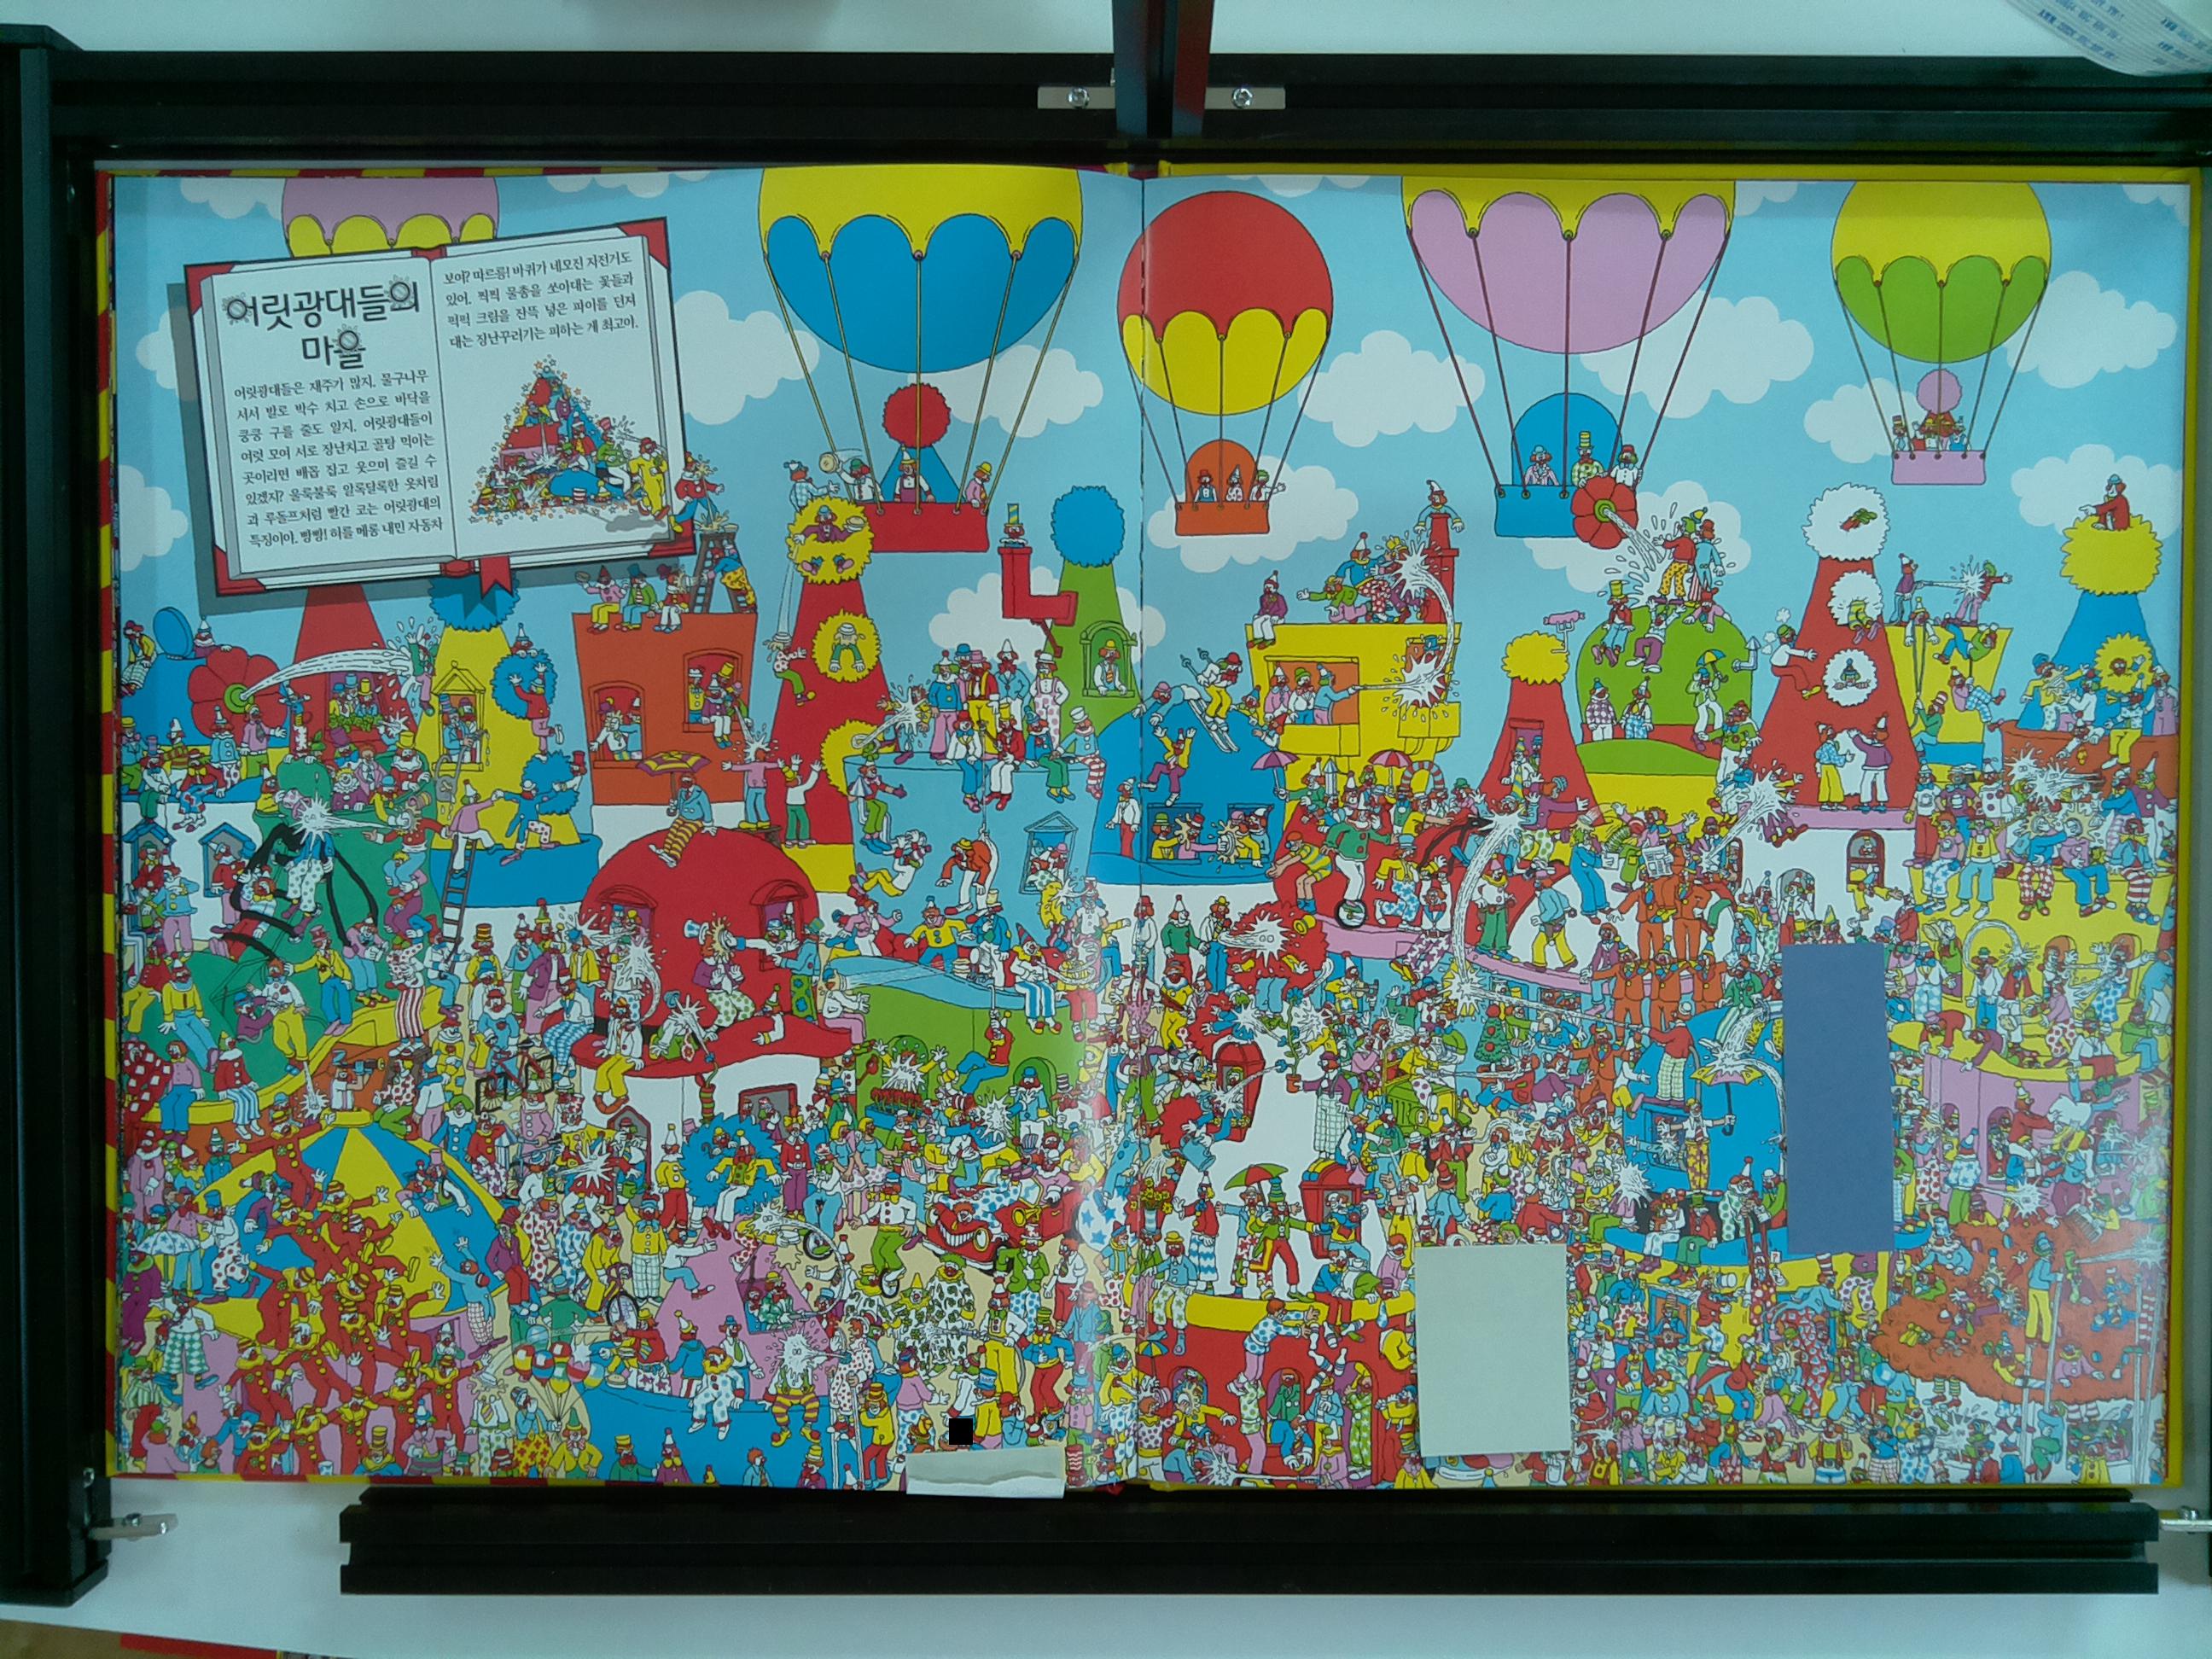 어릿광대들의
마을
어릿광대들은 재주가 많지. 물구나무
서서 발로 박수 치고 손으로 바닥을
쿵쿵 구를 줄도 알지. 어릿광대들이
여럿 모여 서로 장난치고 골탕 먹이는
곳이라면 배꼽 잡고 웃으며 즐길 수
있겠지? 울룩불룩 알록달록한 옷차림
과 루돌프처럼 빨간 코는 어릿광대의
특징이야. 빵빵! 혀를 메롱 내민 자동차
보여? 따르릉! 바퀴가 네모진 자전거도
있어. 찍찍 물총을 쏘아대는 꽃들과
퍽퍽 크림을 잔뜩 넣은 파이를 던져
대는 장난꾸러기는 피하는 게 최고야.